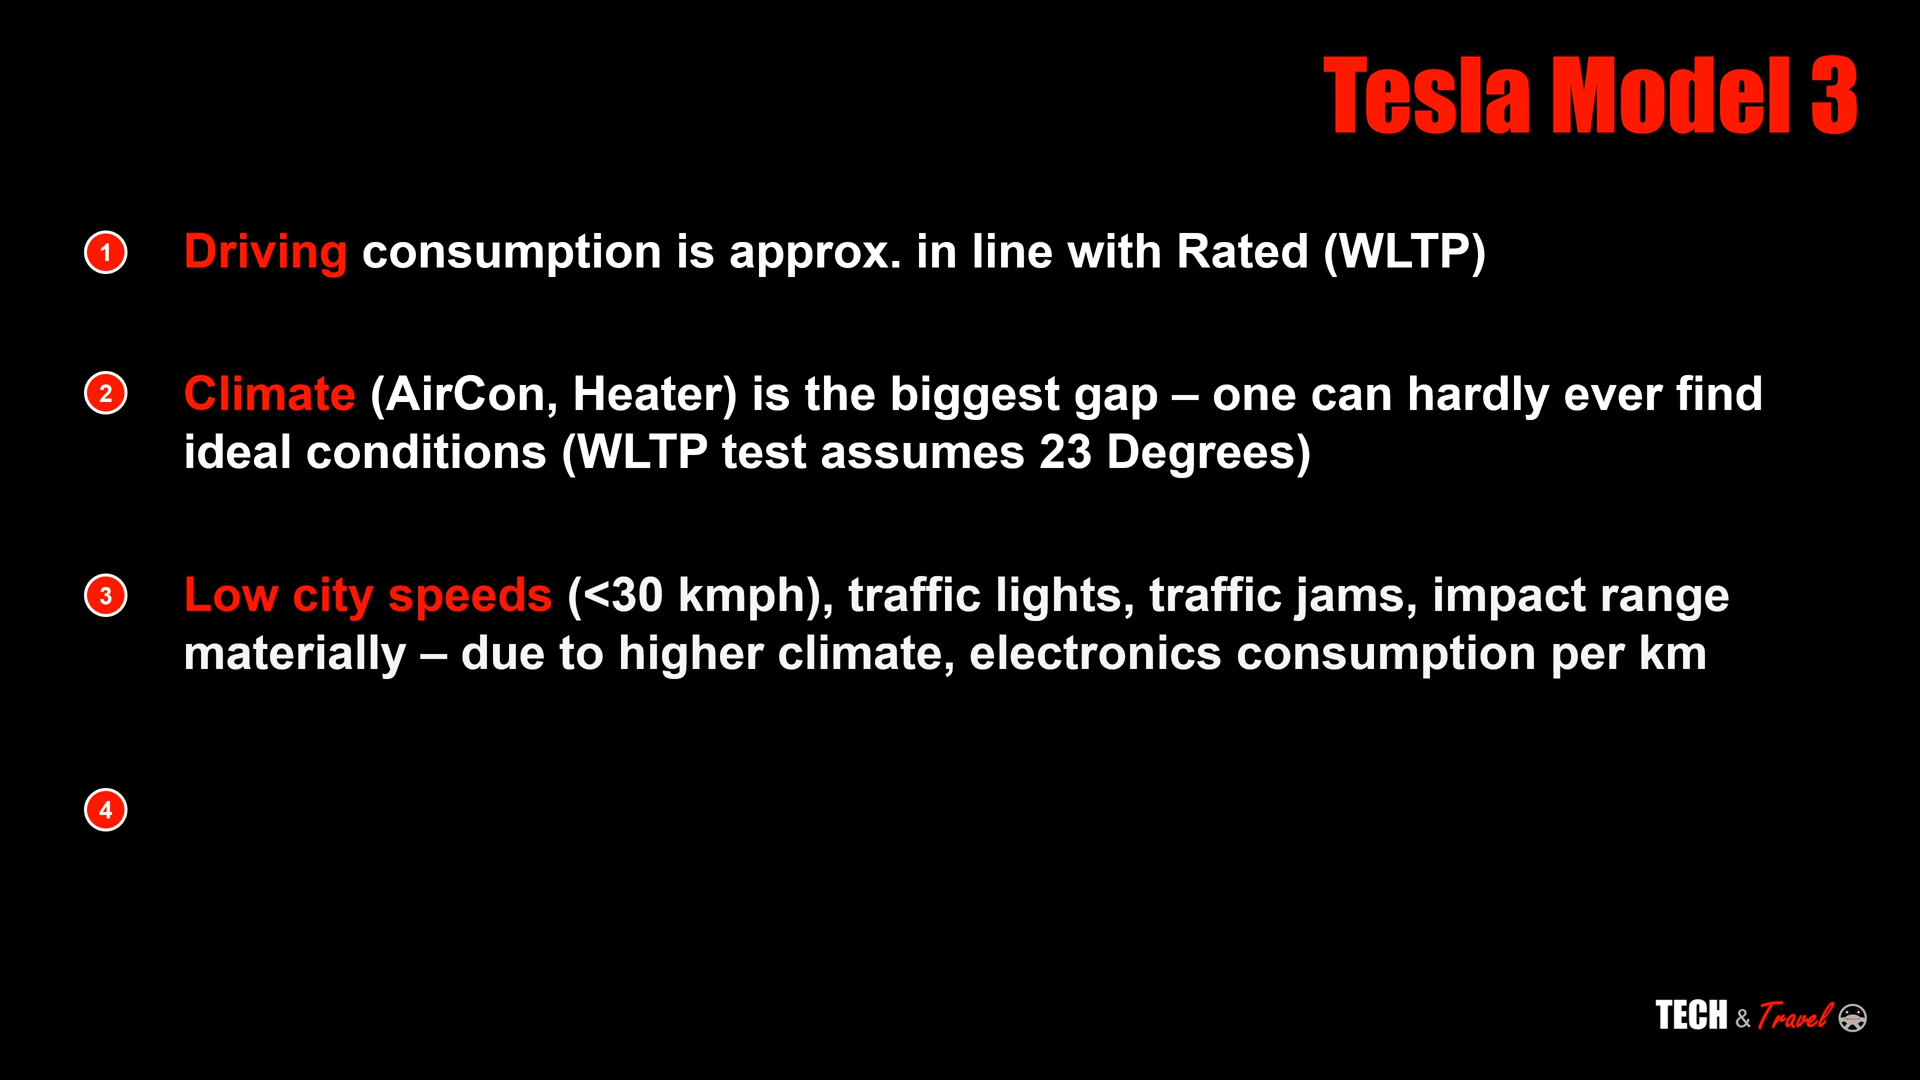 Tesla Model 3
1 Driving consumption is approx. in line with Rated (WLTP)
2 Climate (AirCon, Heater) is the biggest gap – one can hardly ever find
ideal conditions (WLTP test assumes 23 Degrees)
3 Low city speeds (<30 kmph), traffic lights, traffic jams, impact range
materially – due to higher climate, electronics consumption per km
4
TECH & Travel